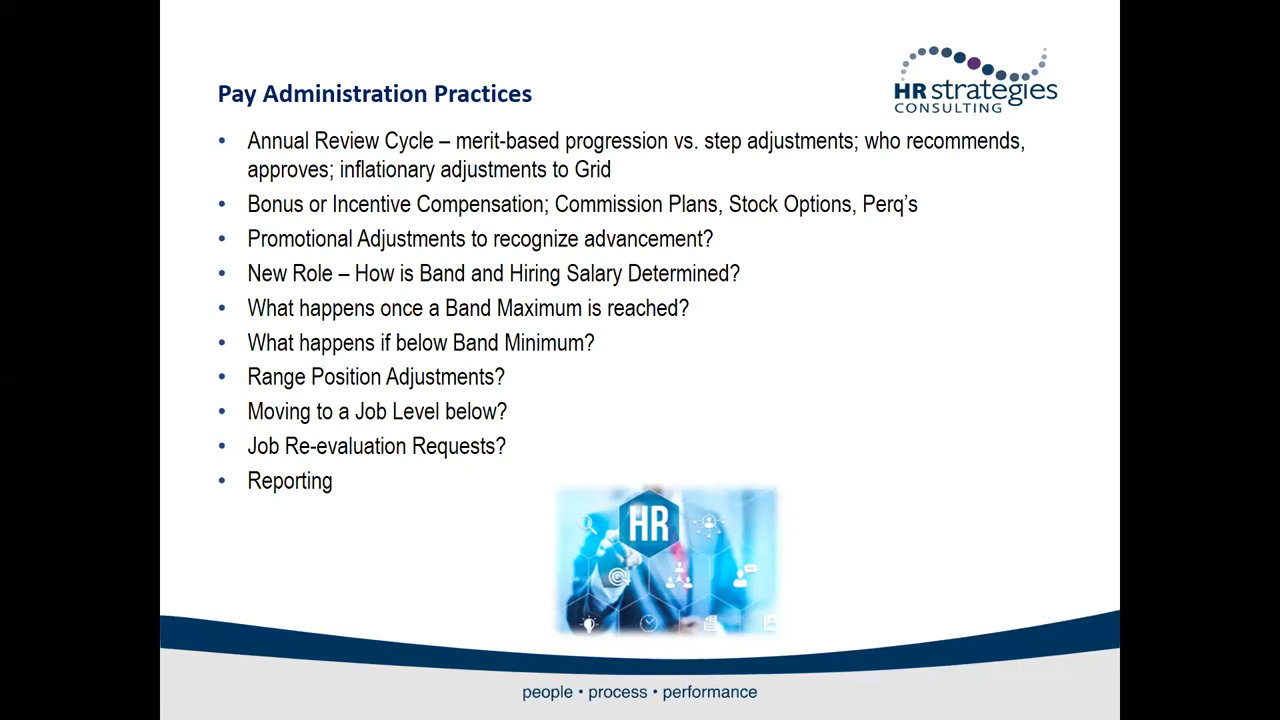 HR strategies
CONSULTING
Pay Administration Practices
• Annual Review Cycle – merit-based progression vs. step adjustments; who recommends,
approves; inflationary adjustments to Grid
• Bonus or Incentive Compensation; Commission Plans, Stock Options, Perq’s
• Promotional Adjustments to recognize advancement?
• New Role – How is Band and Hiring Salary Determined?
• What happens once a Band Maximum is reached?
• What happens if below Band Minimum?
• Range Position Adjustments?
• Moving to a Job Level below?
• Job Re-evaluation Requests?
• Reporting
HR
people • process • performance